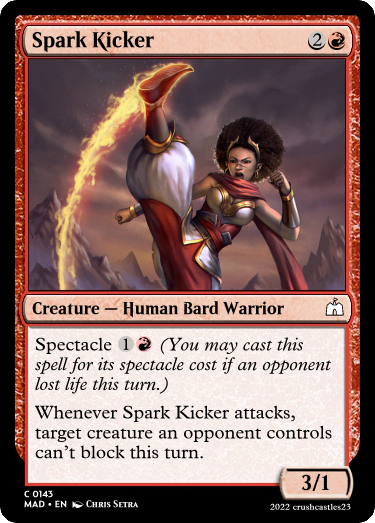 Spark Kicker 2
Creature — Human Bard Warrior
Spectacle 1 (You may cast this
spell for its spectacle cost if an opponent
lost life this turn.)
Whenever Spark Kicker attacks,
target creature an opponent controls
can't block this turn.
3/1
C 0143
MAD • EN Chris Setra
2022 crushcastles23